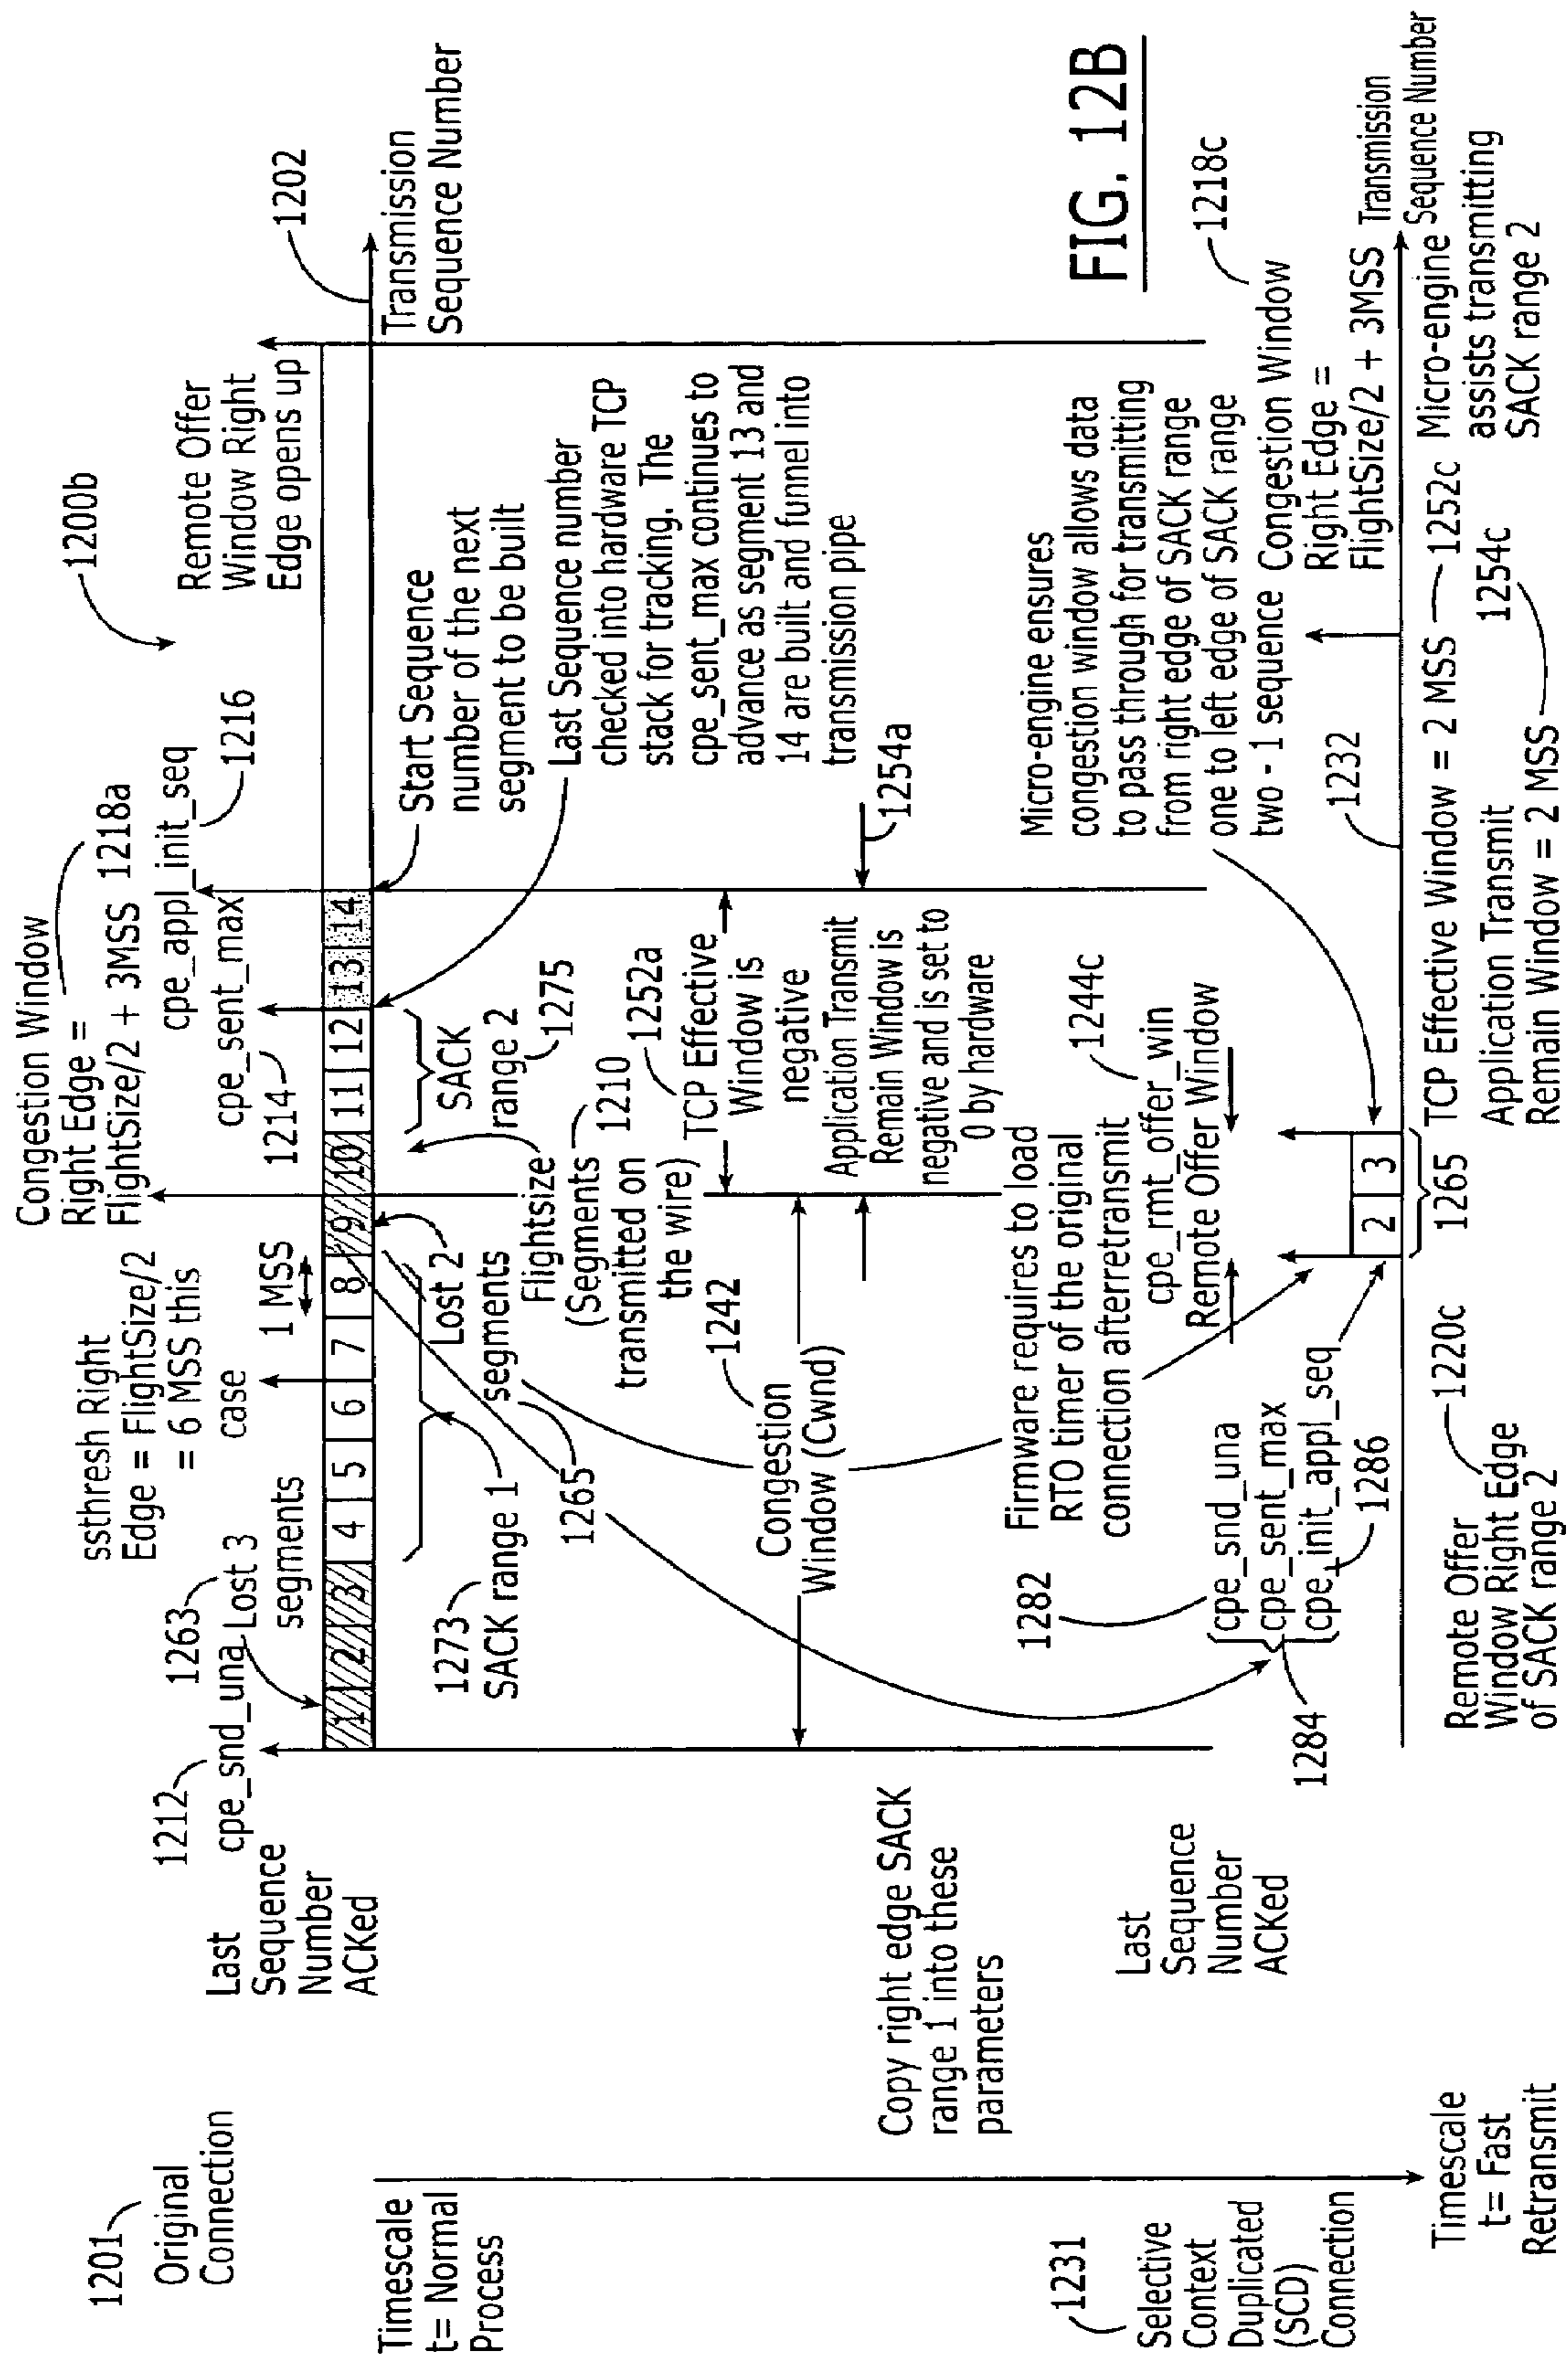 1201
Original
Connection
Timescale
t= Normal
Process
1231
Selective
Context
Duplicated
(SCD)
Connection
Timescale
t= Fast
Retransmit
1200b
1212
cpe_snd_una
Last
Sequence
Number
ACKed
1263
Lost 3
segments
ssthresh Right
Edge = FlightSize/2
= 6 MSS this
case
1 MSS
Congestion Window
Right Edge =
FlightSize/2 + 3MSS
1218a
cpe_appl_init_seq
1216
cpe_sent_max
1214
Remote Offer
Window Right
Edge opens up
1202
Transmission
Sequence Number
1 2 3 4 5 6 7 8 9 10 11 12 13 14
1273
SACK range 1
Lost 2
segments
1265
Flightsize
(Segments
transmitted on
the wire)
1210
SACK
range 2
1275
Start Sequence
number of the next
segment to be built
Last Sequence number
checked into hardware TCP
stack for tracking. The
cpe_sent_max continues to
advance as segment 13 and
14 are built and funnel into
transmission pipe
1242
Congestion
Window (Cwnd)
1252a
TCP Effective
Window is
negative
Application Transmit
Remain Window is
negative and is set to
0 by hardware
1254a
Copy right edge SACK
range 1 into these
parameters
Last
Sequence
Number
ACKed
Firmware requires to load
RTO timer of the original
connection afterretransmit
1244c
cpe_rmt_offer_win
Remote Offer Window
Micro-engine ensures
congestion window allows data
to pass through for transmitting
from right edge of SACK range
one to left edge of SACK range
two - 1 sequence
FIG. 12B
1218c
Congestion Window
Right Edge =
FlightSize/2 + 3MSS
1282
cpe_snd_una
cpe_sent_max
cpe_init_appl_seq
1284
1286
2 3
1265
1232
Transmission
Sequence Number
1220c
Remote Offer
Window Right Edge
of SACK range 2
TCP Effective Window = 2 MSS
1252c
Application Transmit
Remain Window = 2 MSS
1254c
Micro-engine
assists transmitting
SACK range 2